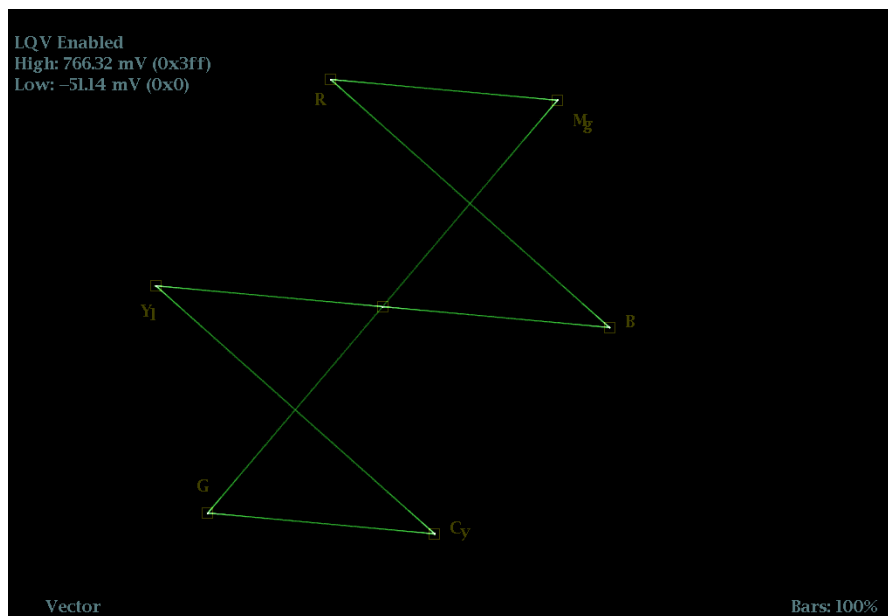 LQV Enabled
High: 766.32 mV (0x3ff)
Low: −51.14 mV (0x0)
R
Mg
Yl
B
G
Cy
Vector
Bars: 100%